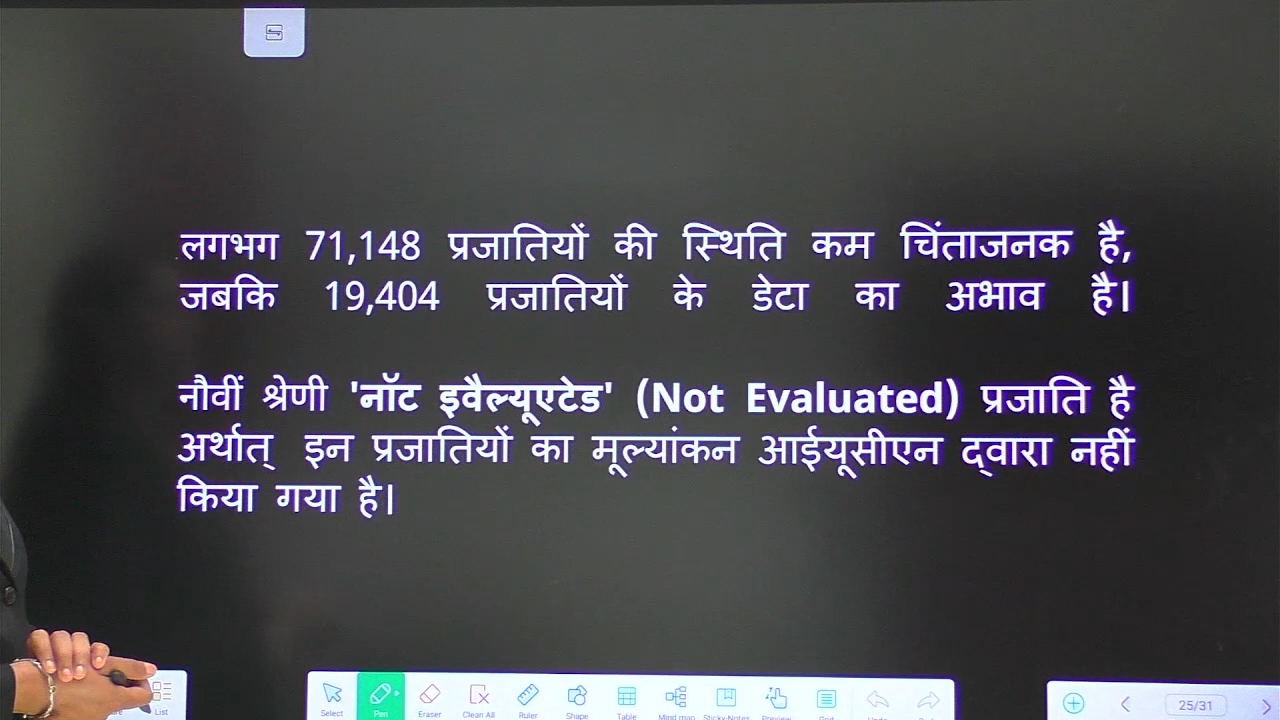 लगभग 71,148 प्रजातियों की स्थिति कम चिंताजनक है,
जबकि 19,404 प्रजातियों के डेटा का अभाव है।
नौवीं श्रेणी 'नॉट इवैल्यूएटेड' (Not Evaluated) प्रजाति है
अर्थात् इन प्रजातियों का मूल्यांकन आईयूसीएन द्वारा नहीं
किया गया है।
List
Select Pen Eraser Clean All Ruler Shape Table Mind map Sticky-Notes Preview
25/31